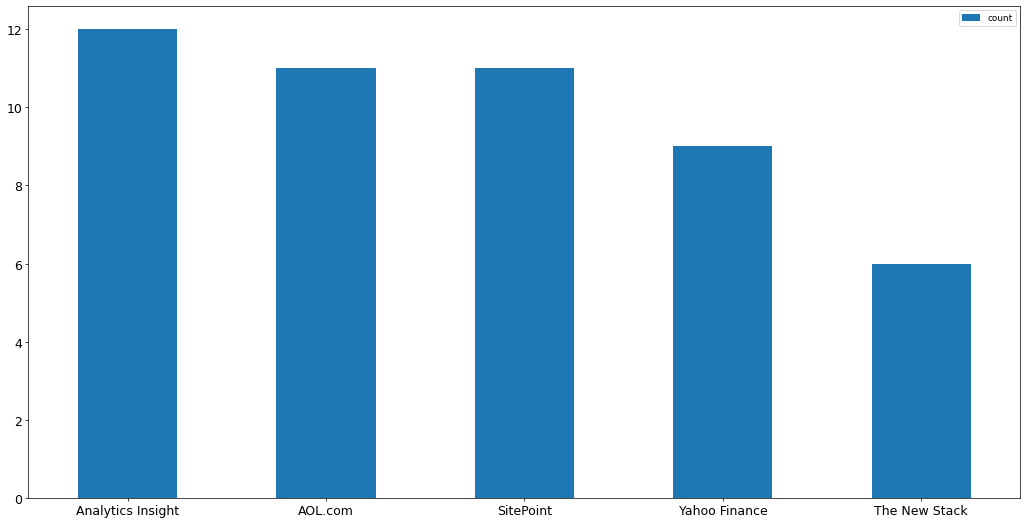 count
12
10
8
6
4
2
0
Analytics Insight
AOL.com
SitePoint
Yahoo Finance
The New Stack